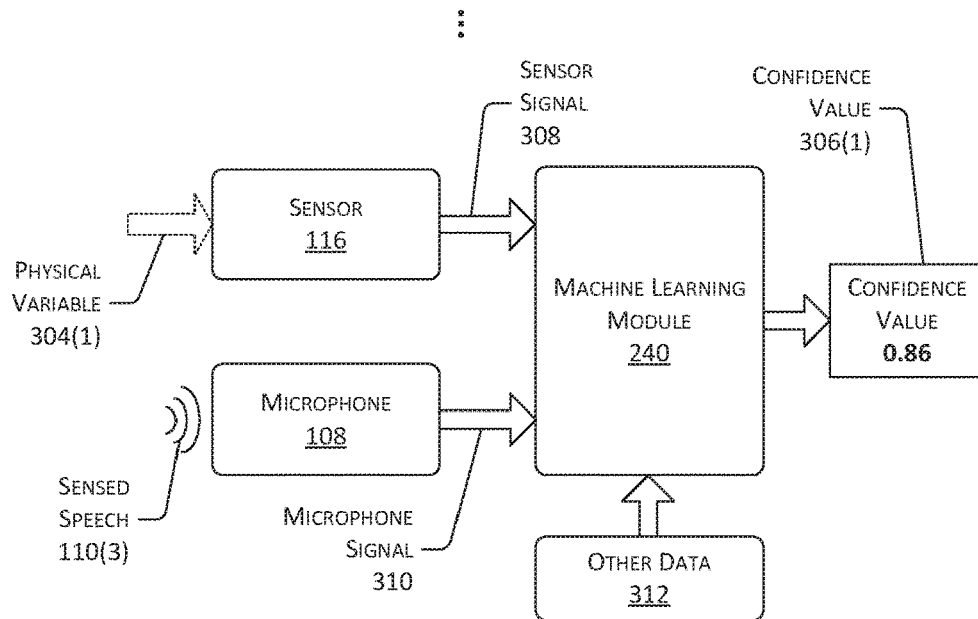 SENSOR
SIGNAL
308
CONFIDENCE
VALUE
306(1)
SENSOR
116
PHYSICAL
VARIABLE
304(1)
MACHINE LEARNING
MODULE
240
CONFIDENCE
VALUE
0.86
MICROPHONE
108
SENSED
SPEECH
110(3)
MICROPHONE
SIGNAL
310
OTHER DATA
312